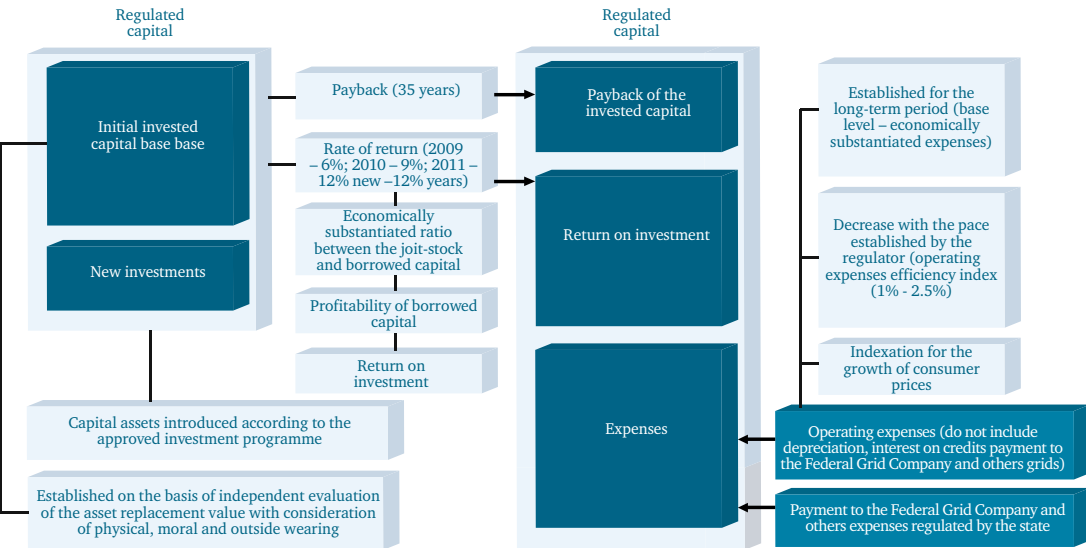 Regulated
capital
Initial invested
capital base base
New investments
Capital assets introduced according to the
approved investment programme
Established on the basis of independent evaluation
of the asset replacement value with consideration
of physical, moral and outside wearing
Payback (35 years)
Rate of return (2009
– 6%; 2010 – 9%; 2011 –
12% new –12% years)
Economically
substantiated ratio
between the joit-stock
and borrowed capital
Profitability of borrowed
capital
Return on
investment
Regulated
capital
Payback of the
invested capital
Return on investment
Expenses
Established for the
long-term period (base
level – economically
substantiated expenses)
Decrease with the pace
established by the
regulator (operating
expenses efficiency index
(1% - 2.5%)
Indexation for the
growth of consumer
prices
Operating expenses (do not include
depreciation, interest on credits payment to
the Federal Grid Company and others grids)
Payment to the Federal Grid Company and
others expenses regulated by the state